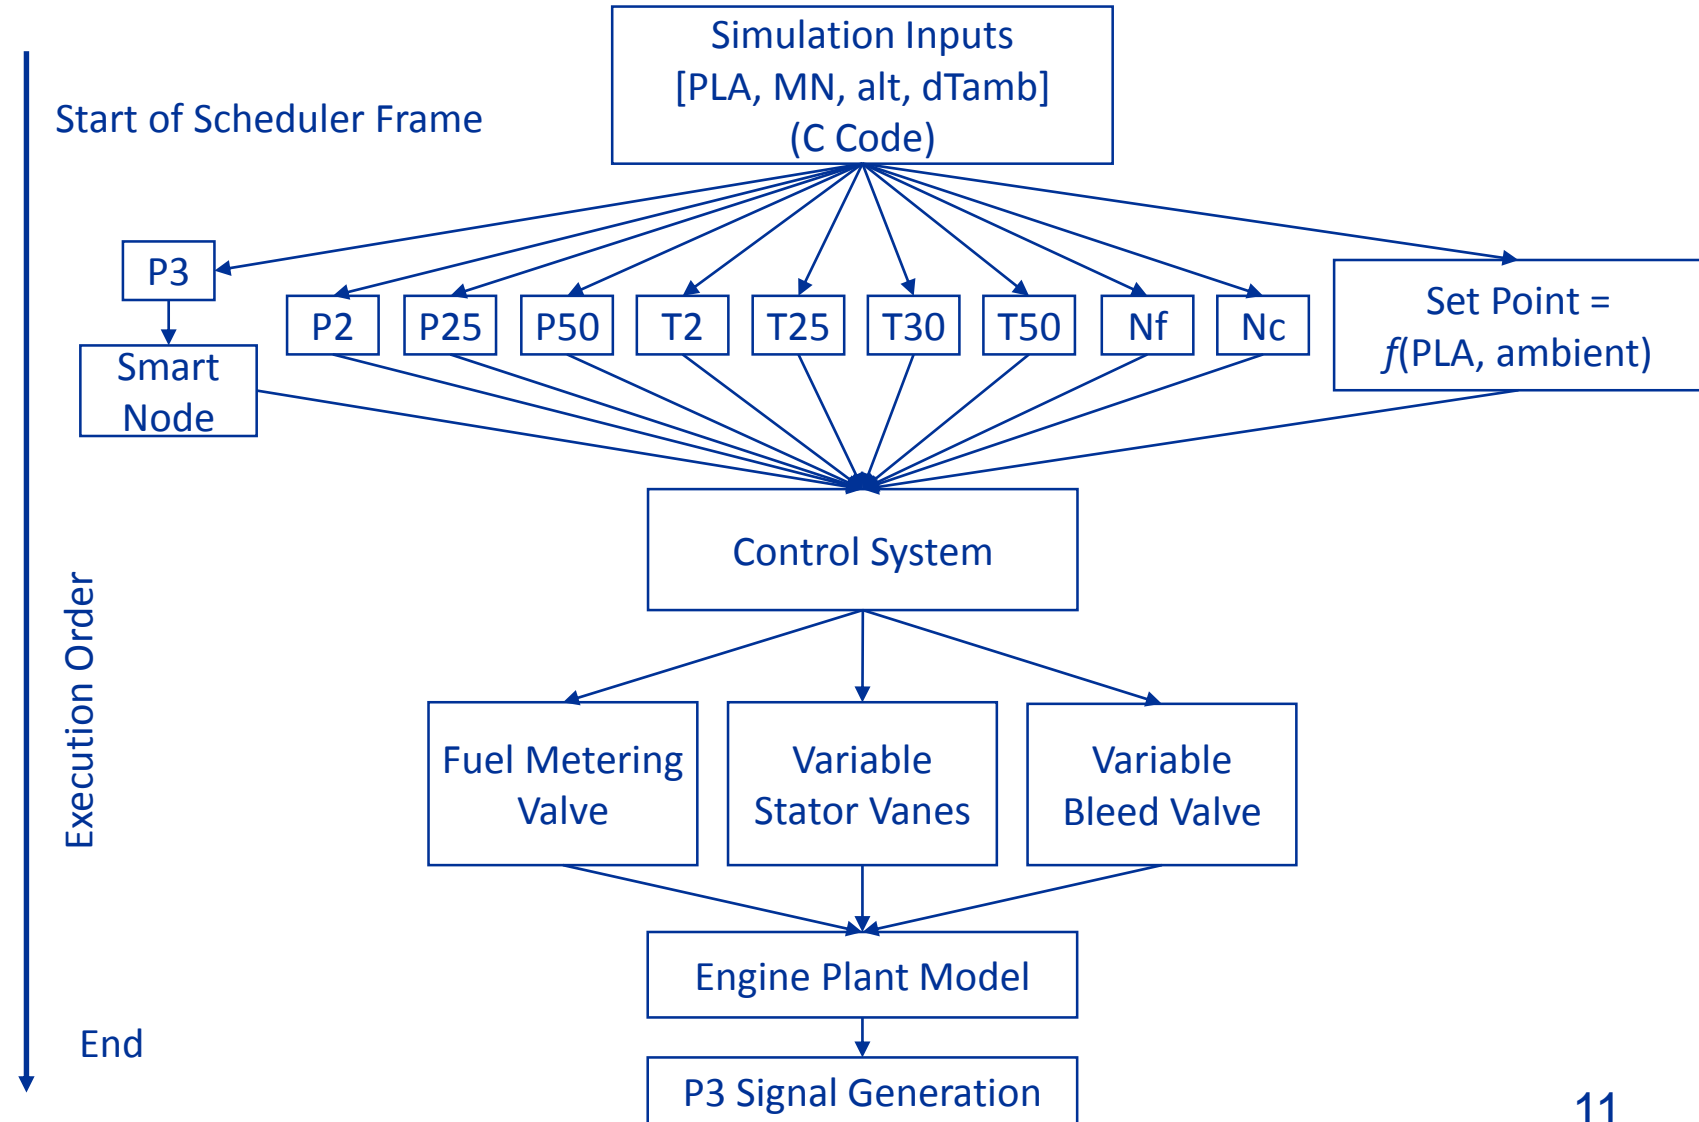 Simulation Inputs
[PLA, MN, alt, dTamb]
(C Code)
Start of Scheduler Frame
P3
P2
P25
P50
T2
T25
T30
T50
Nf
Nc
Set Point =
f(PLA, ambient)
Smart
Node
Control System
Execution Order
Fuel Metering
Valve
Variable
Stator Vanes
Variable
Bleed Valve
Engine Plant Model
End
P3 Signal Generation
11